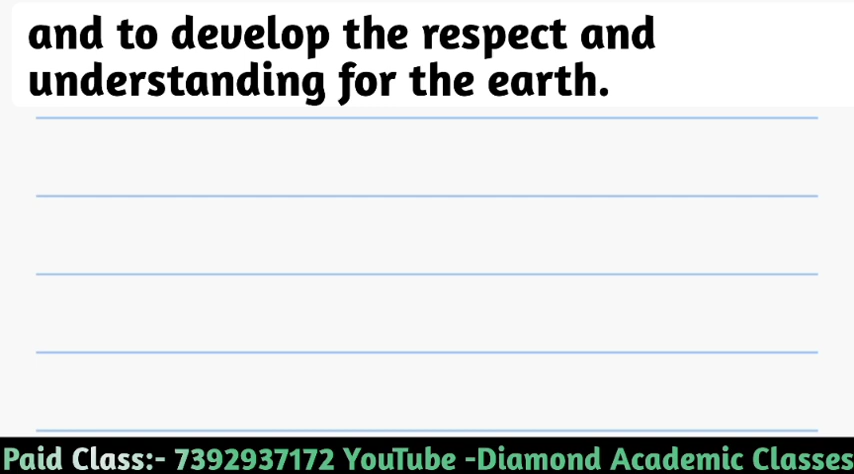 and to develop the respect and
understanding for the earth.
Paid Class:- 7392937172 YouTube -Diamond Academic Classes